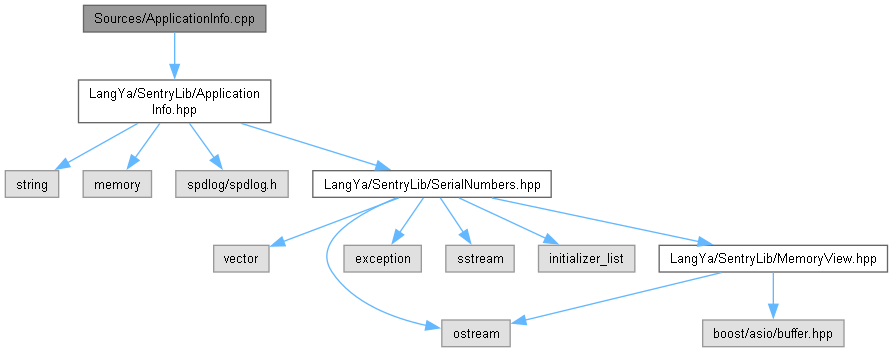 Sources/ApplicationInfo.cpp
LangYa/SentryLib/Application
Info.hpp
string
memory
spdlog/spdlog.h
LangYa/SentryLib/SerialNumbers.hpp
vector
exception
sstream
initializer_list
LangYa/SentryLib/MemoryView.hpp
ostream
boost/asio/buffer.hpp